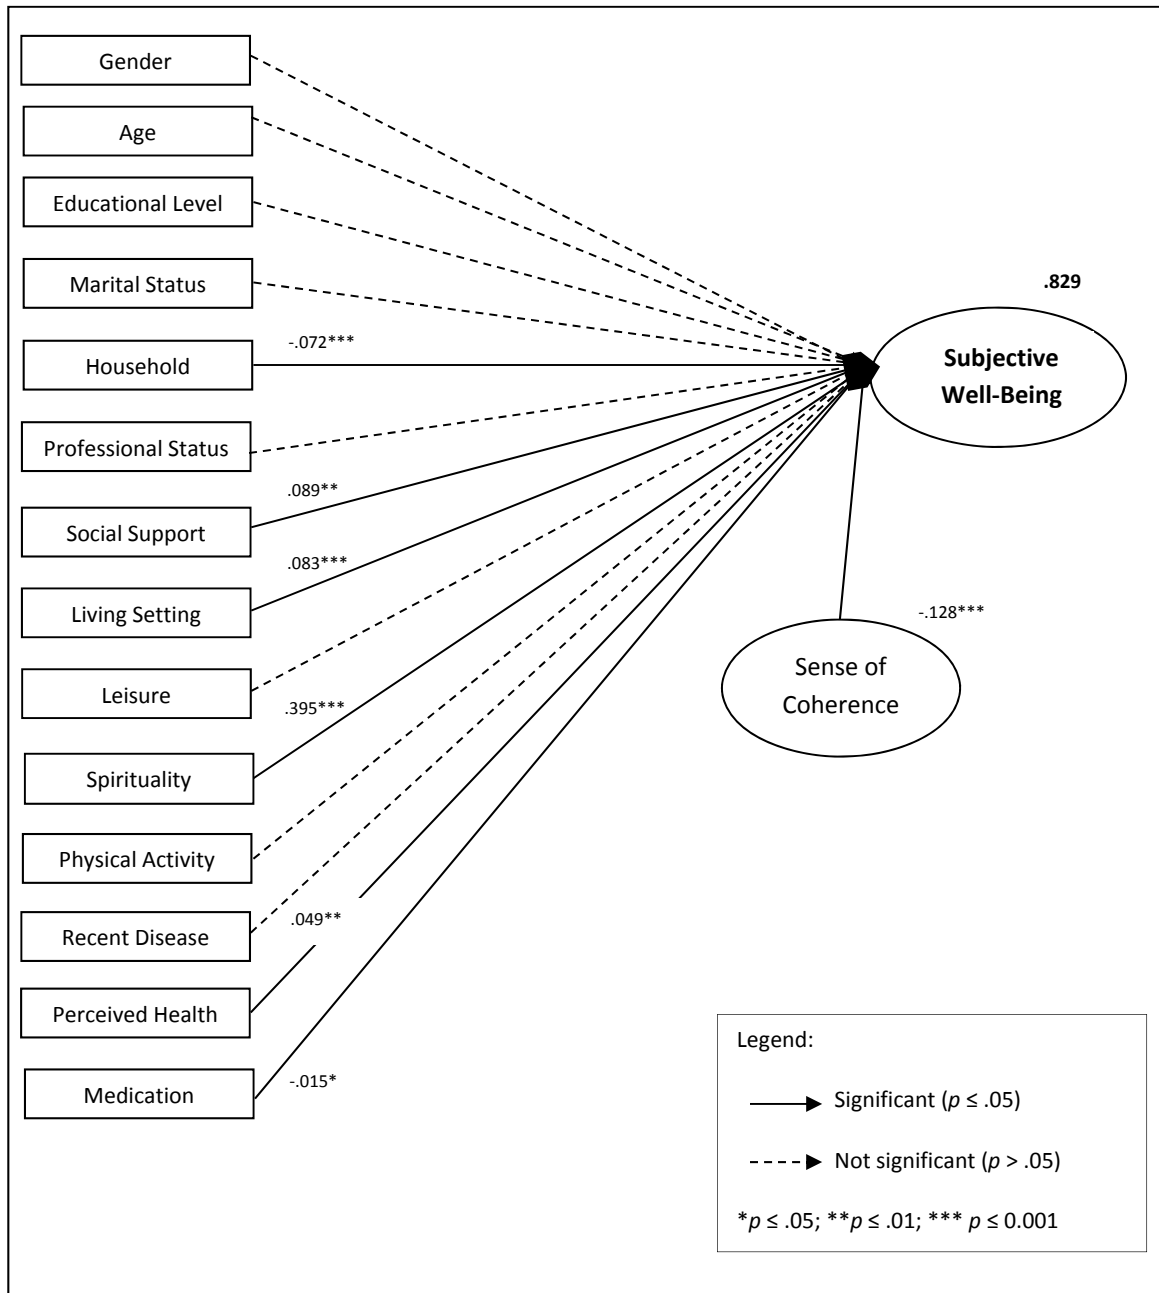 Gender
Age
Educational Level
Marital Status
.829
Subjective
Well-Being
-.072***
Household
Professional Status
.089**
Social Support
.083***
Living Setting
-.128***
Sense of
Coherence
Leisure
.395***
Spirituality
Physical Activity
.049**
Recent Disease
Perceived Health
-.015*
Medication
Legend:
Significant (p ≤ .05)
Not significant (p > .05)
*p ≤ .05; **p ≤ .01; *** p ≤ 0.001